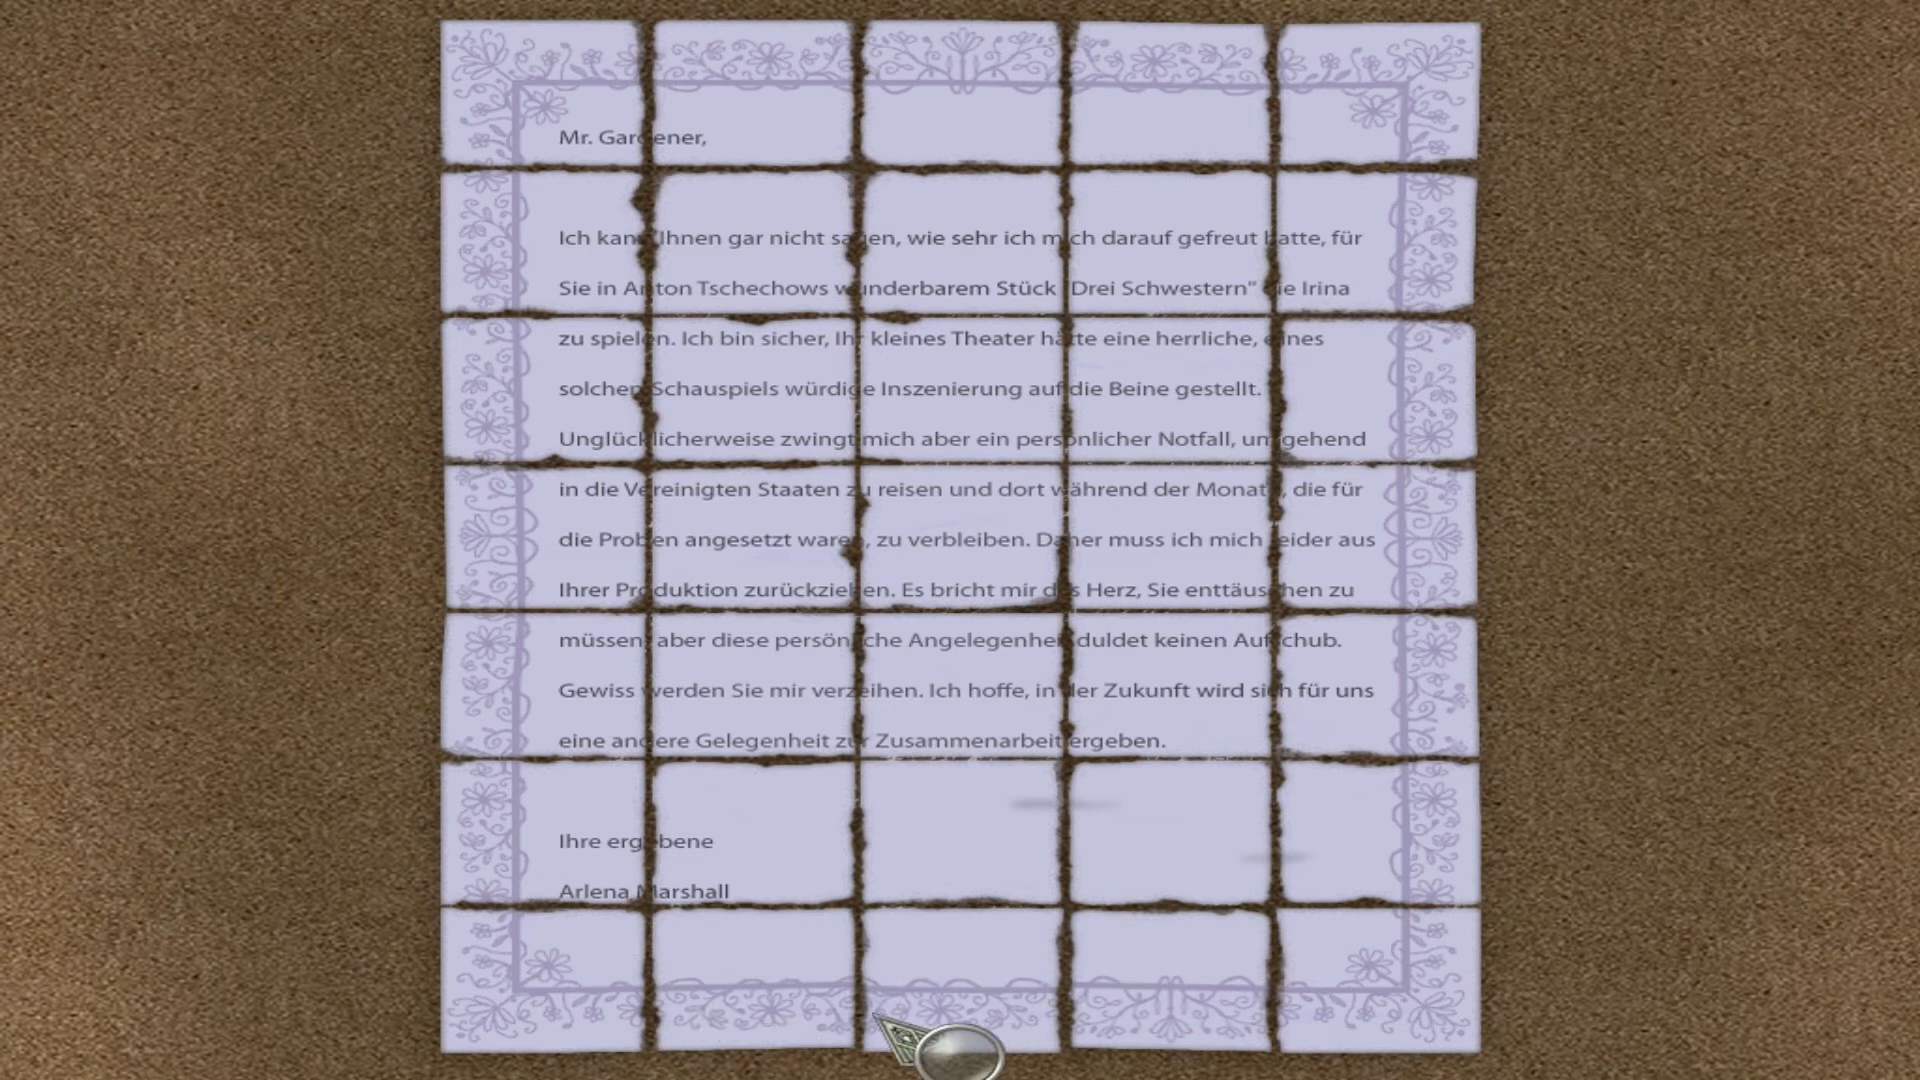 Mr. Gardener,
Ich kann Ihnen gar nicht sagen, wie sehr ich mich darauf gefreut hatte, für
Sie in Anton Tschechows wunderbarem Stück "Drei Schwestern" die Irina
zu spielen. Ich bin sicher, Ihr kleines Theater hätte eine herrliche, eines
solchen Schauspiels würdige Inszenierung auf die Beine gestellt.
Unglücklicherweise zwingt mich aber ein persönlicher Notfall, umgehend
in die Vereinigten Staaten zu reisen und dort während der Monate, die für
die Proben angesetzt waren, zu verbleiben. Daher muss ich mich leider aus
Ihrer Produktion zurückziehen. Es bricht mir das Herz, Sie enttäuschen zu
müssen, aber diese persönliche Angelegenheit duldet keinen Aufschub.
Gewiss werden Sie mir verzeihen. Ich hoffe, in der Zukunft wird sich für uns
eine andere Gelegenheit zur Zusammenarbeit ergeben.
Ihre ergebene
Arlena Marshall